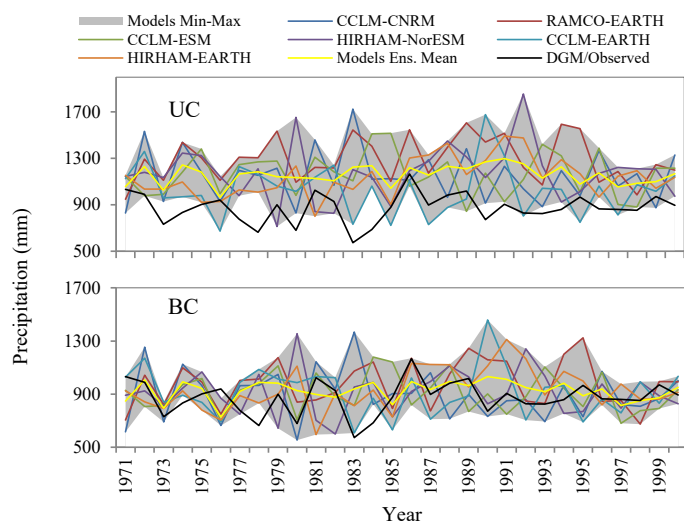 Models Min-Max CCLM-CNRM RAMCO-EARTH
CCLM-ESM HIRHAM-NorESM CCLM-EARTH
HIRHAM-EARTH Models Ens. Mean DGM/Observed
UC
1700
1300
900
500
Precipitation (mm)
BC
1700
1300
900
500
1971 1973 1975 1977 1979 1981 1983 1985 1987 1989 1991 1993 1995 1997 1999
Year